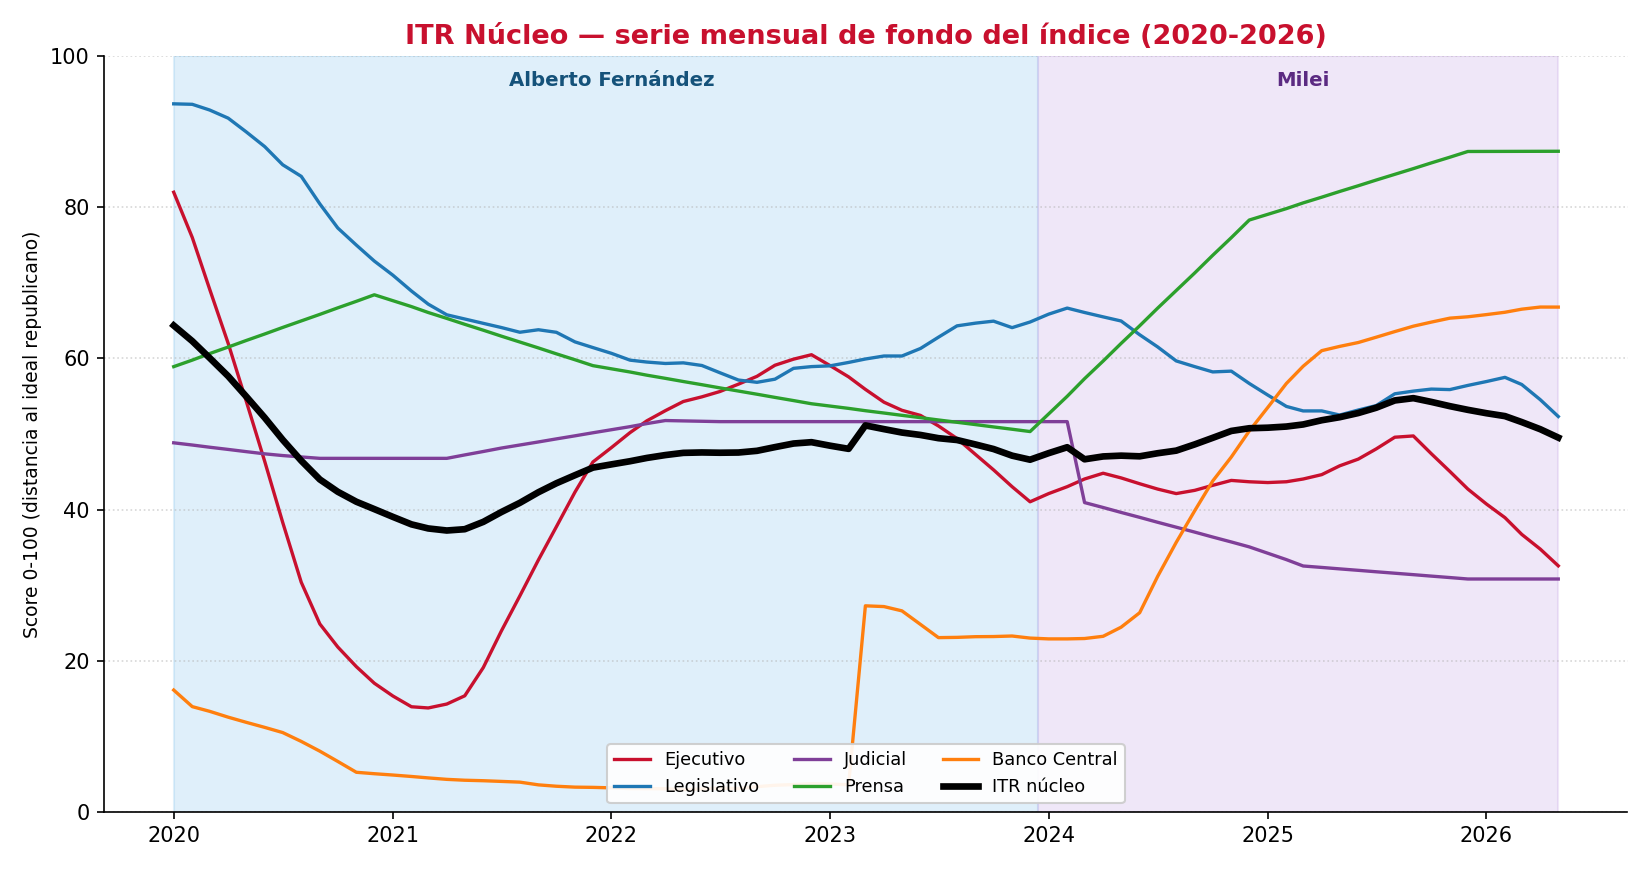 ITR Núcleo — serie mensual de fondo del índice (2020-2026)
Alberto Fernández
Milei
Score 0-100 (distancia al ideal republicano)
100
80
60
40
20
0
Ejecutivo
Legislativo
Judicial
Prensa
Banco Central
ITR núcleo
2020 2021 2022 2023 2024 2025 2026